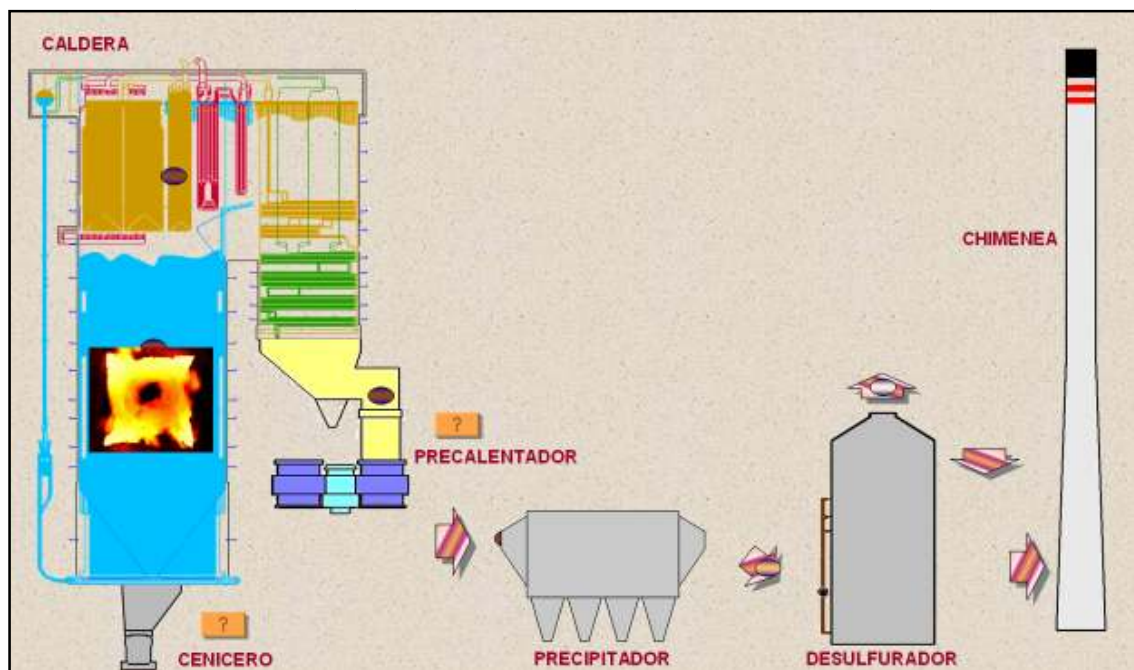 CALDERA
CHIMENEA
?
PRECALENTADOR
?
CENICERO
PRECIPITADOR
DESULFURADOR